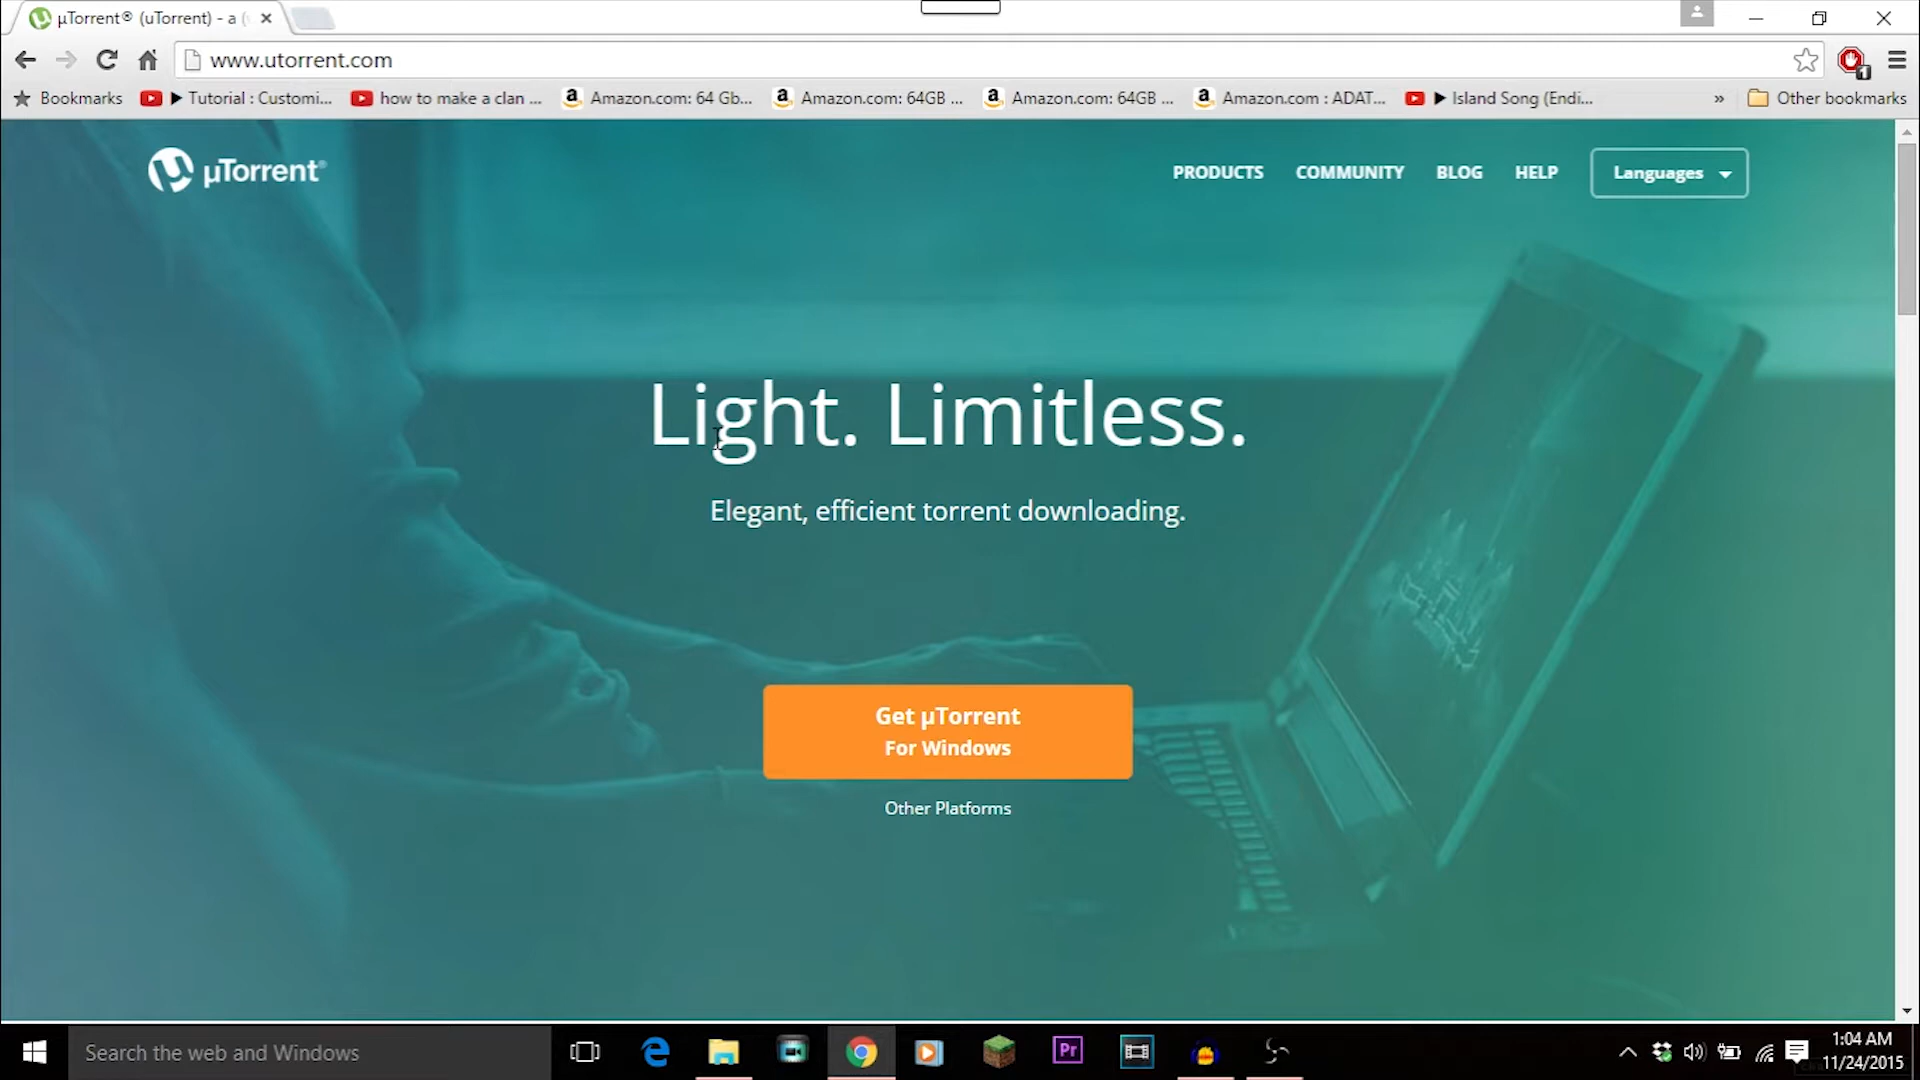 µTorrent® (uTorrent) - a (
www.utorrent.com
Bookmarks
Tutorial : Customi...
how to make a clan ...
Amazon.com: 64 Gb...
Amazon.com: 64GB ...
Amazon.com: 64GB ...
Amazon.com : ADAT...
Island Song (Endi...
»
Other bookmarks
µTorrent®
PRODUCTS
COMMUNITY
BLOG
HELP
Languages
Light. Limitless.
Elegant, efficient torrent downloading.
Get µTorrent
For Windows
Other Platforms
Search the web and Windows
Pr
1:04 AM
11/24/2015